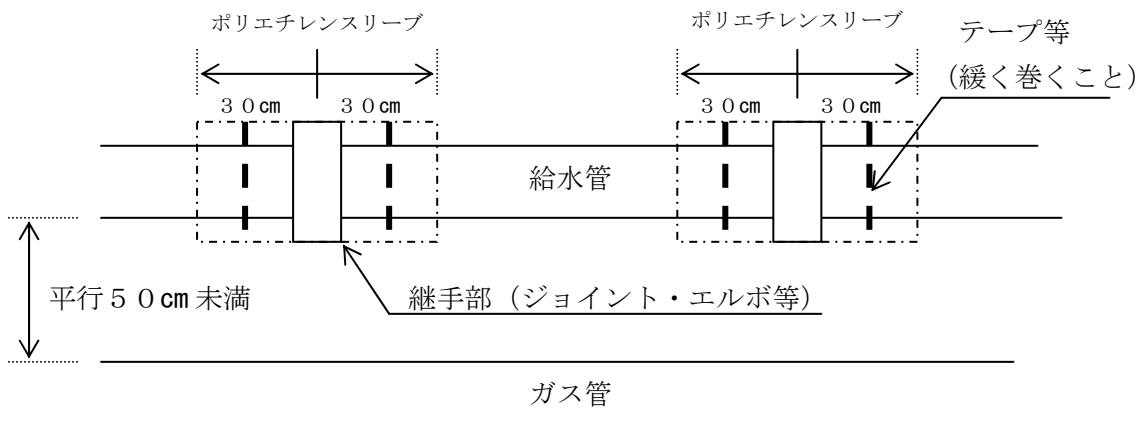 ポリエチレンスリーブ
ポリエチレンスリーブ
テープ等
（緩く巻くこと）
３０㎝
３０㎝
３０㎝
３０㎝
給水管
平行５０㎝未満
継手部（ジョイント・エルボ等）
ガス管